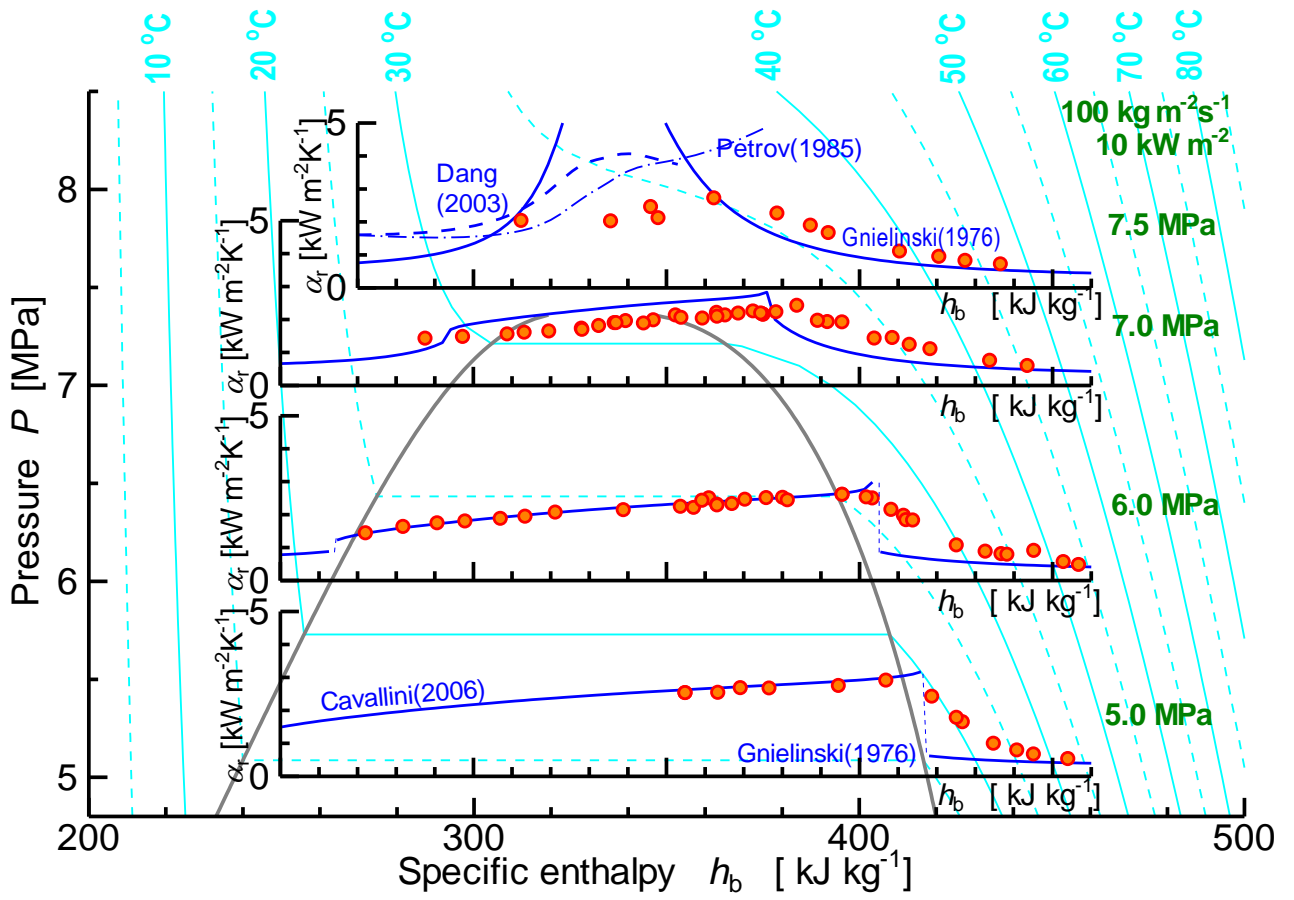 10 °C
20 °C
30 °C
40 °C
50 °C
60 °C
70 °C
80 °C
100 kg m-2s-1
10 kW m-2
5
αr [kW m-2K-1]
0
Dang
(2003)
Petrov(1985)
Gnielinski(1976)
hb [ kJ kg-1]
7.5 MPa
5
αr [kW m-2K-1]
0
hb [ kJ kg-1]
7.0 MPa
5
αr [kW m-2K-1]
0
hb [ kJ kg-1]
6.0 MPa
5
αr [kW m-2K-1]
0
Cavallini(2006)
Gnielinski(1976)
hb [ kJ kg-1]
5.0 MPa
Pressure P [MPa]
8
7
6
5
200
300
400
500
Specific enthalpy hb [ kJ kg-1]